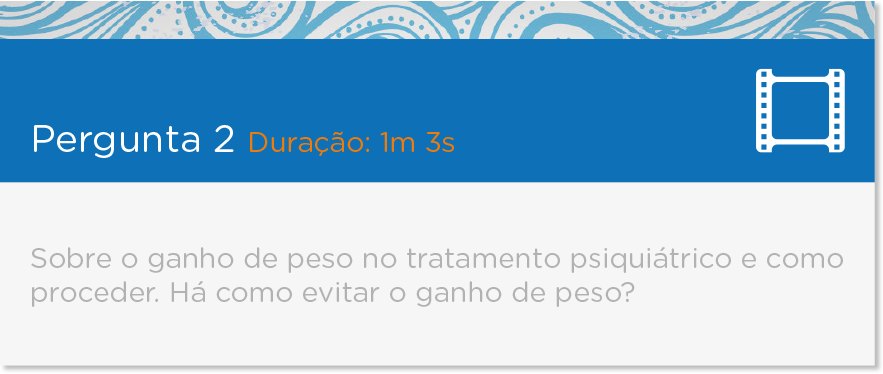 Pergunta 2 Duração: 1m 3s
Sobre o ganho de peso no tratamento psiquiátrico e como
proceder. Há como evitar o ganho de peso?